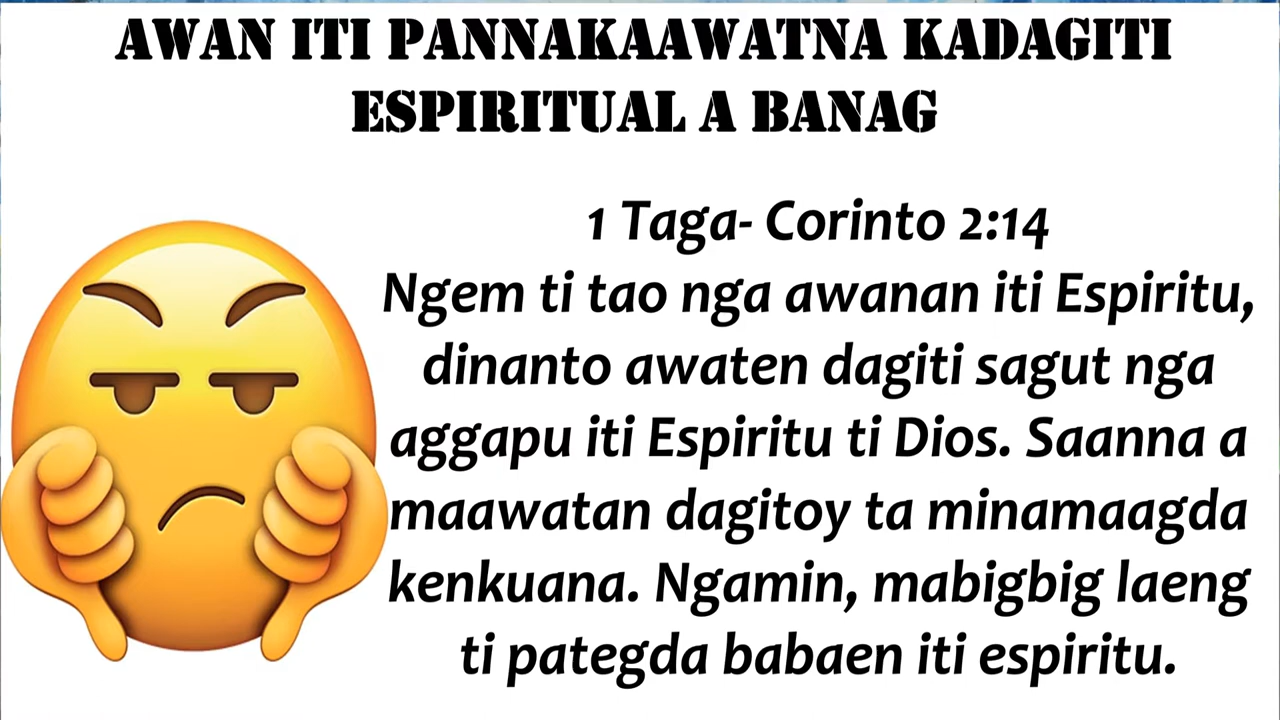 AWAN ITI PANNAKAAWATNA KADAGITI
ESPIRITUAL A BANAG
1 Taga- Corinto 2:14
Ngem ti tao nga awanan iti Espiritu,
dinanto awaten dagiti sagut nga
aggapu iti Espiritu ti Dios. Saanna a
maawatan dagitoy ta minamaagda
kenkuana. Ngamin, mabigbig laeng
ti pategda babaen iti espiritu.